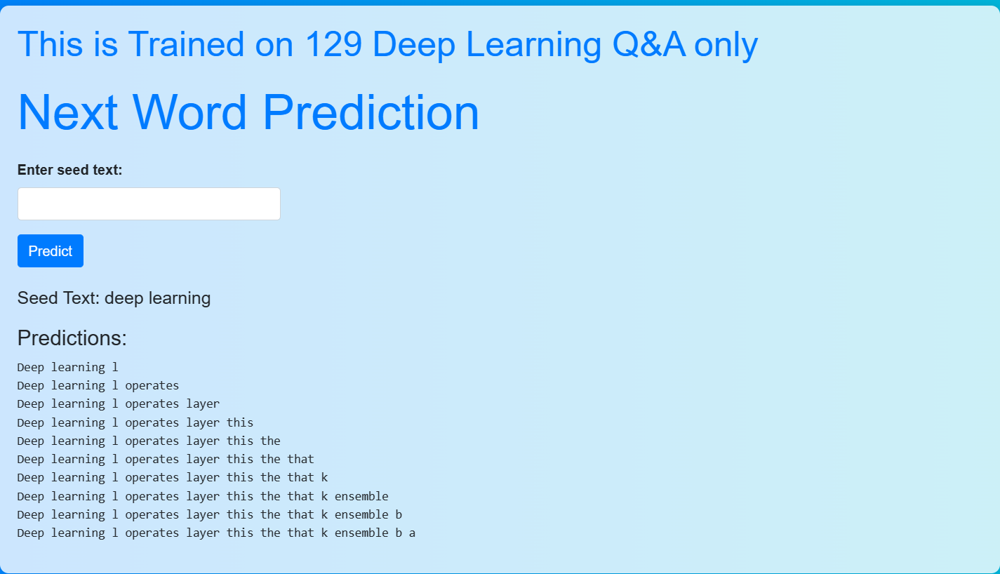 This is Trained on 129 Deep Learning Q&A only
Next Word Prediction
Enter seed text:
Predict
Seed Text: deep learning
Predictions:
Deep learning l
Deep learning l operates
Deep learning l operates layer
Deep learning l operates layer this
Deep learning l operates layer this the
Deep learning l operates layer this the that
Deep learning l operates layer this the that k
Deep learning l operates layer this the that k ensemble
Deep learning l operates layer this the that k ensemble b
Deep learning l operates layer this the that k ensemble b a